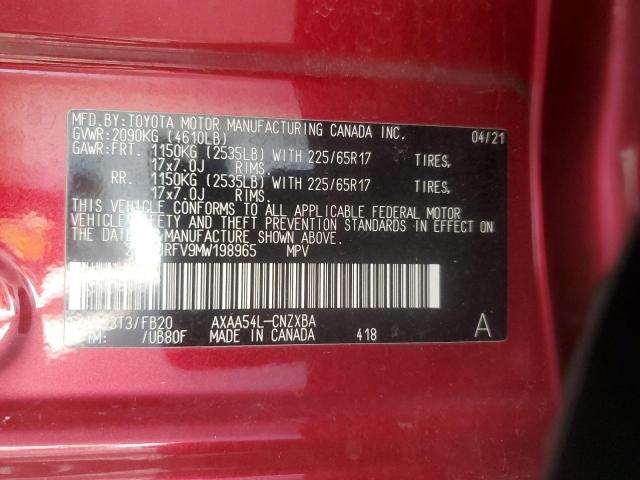 MFD.BY:TOYOTA MOTOR MANUFACTURING CANADA INC. 04/21
GVWR:2090KG (4610LB)
GAWR:FRT. 1150KG (2535LB) WITH 225/65R17 TIRES,
17x7.0J RIMS.
RR. 1150KG (2535LB) WITH 225/65R17 TIRES,
17x7.0J RIMS.
THIS VEHICLE CONFORMS TO ALL APPLICABLE FEDERAL MOTOR
VEHICLE SAFETY AND THEFT PREVENTION STANDARDS IN EFFECT ON
THE DATE OF MANUFACTURE SHOWN ABOVE.
RFV9MW198965 MPV
3T3/FB20 AXAA54L-CNZXBA A
/UB80F MADE IN CANADA 418